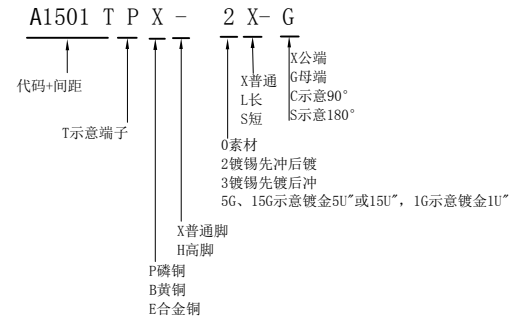 A1501 T P X - 2 X- G
代码+间距
T示意端子
X普通
L长
S短
X公端
G母端
C示意90°
S示意180°
0素材
2镀锡先冲后镀
3镀锡先镀后冲
5G、15G示意镀金5U"或15U"，1G示意镀金1U"
X普通脚
H高脚
P磷铜
B黄铜
E合金铜